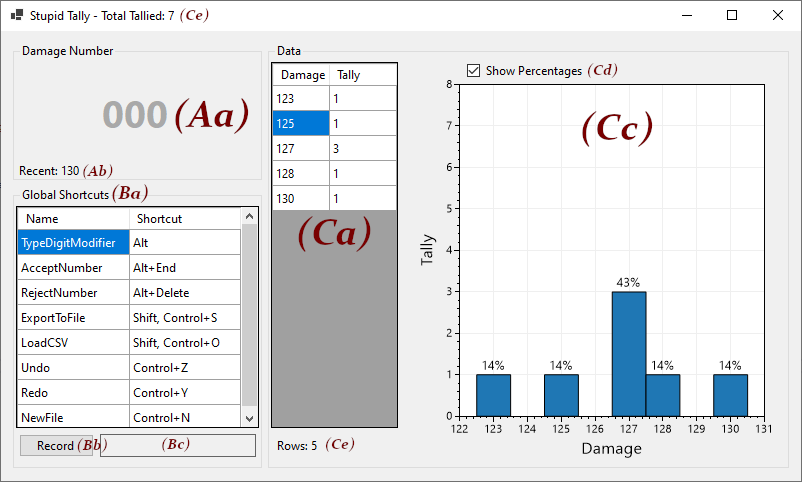 Stupid Tally - Total Tallied: 7 (Ce)
Damage Number
000 (Aa)
Recent: 130 (Ab)
Global Shortcuts (Ba)
Name Shortcut
TypeDigitModifier Alt
AcceptNumber Alt+End
RejectNumber Alt+Delete
ExportToFile Shift, Control+S
LoadCSV Shift, Control+O
Undo Control+Z
Redo Control+Y
NewFile Control+N
Record (Bb) (Bc)
Data
Damage Tally
123 1
125 1
127 3
128 1
130 1
(Ca)
Rows: 5 (Ce)
Show Percentages (Cd)
(Cc)
Tally
8
7
6
5
4
3
2
1
0
14% 14% 43% 14% 14%
122 123 124 125 126 127 128 129 130 131
Damage